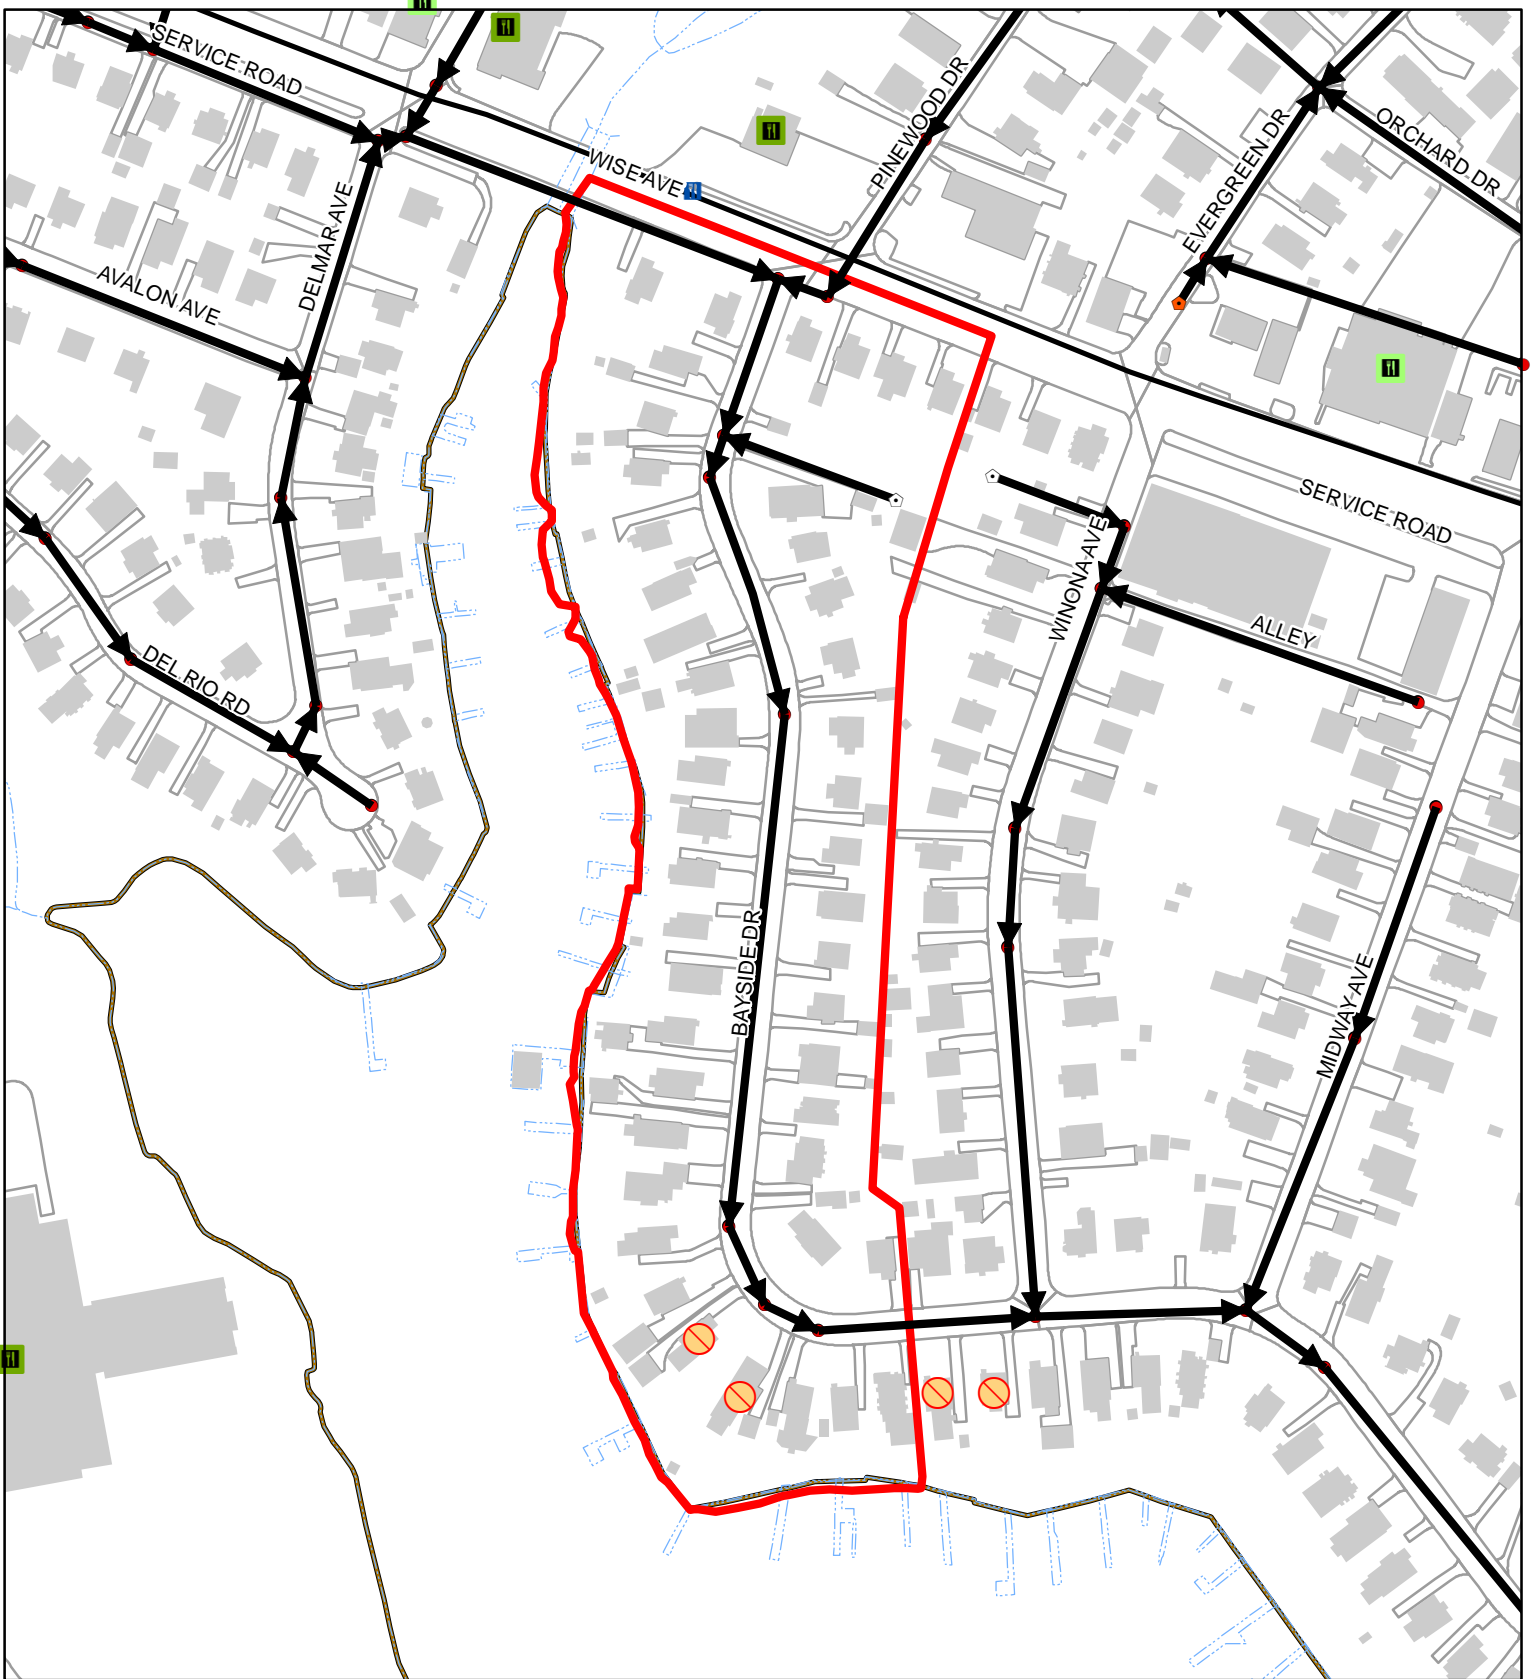 SERVICE ROAD
WISE AVE
PINEWOOD DR
EVERGREEN DR
ORCHARD DR
DELMAR AVE
AVALON AVE
SERVICE ROAD
WINONA AVE
ALLEY
DEL RIO RD
BAYSIDE DR
MIDWAY AVE